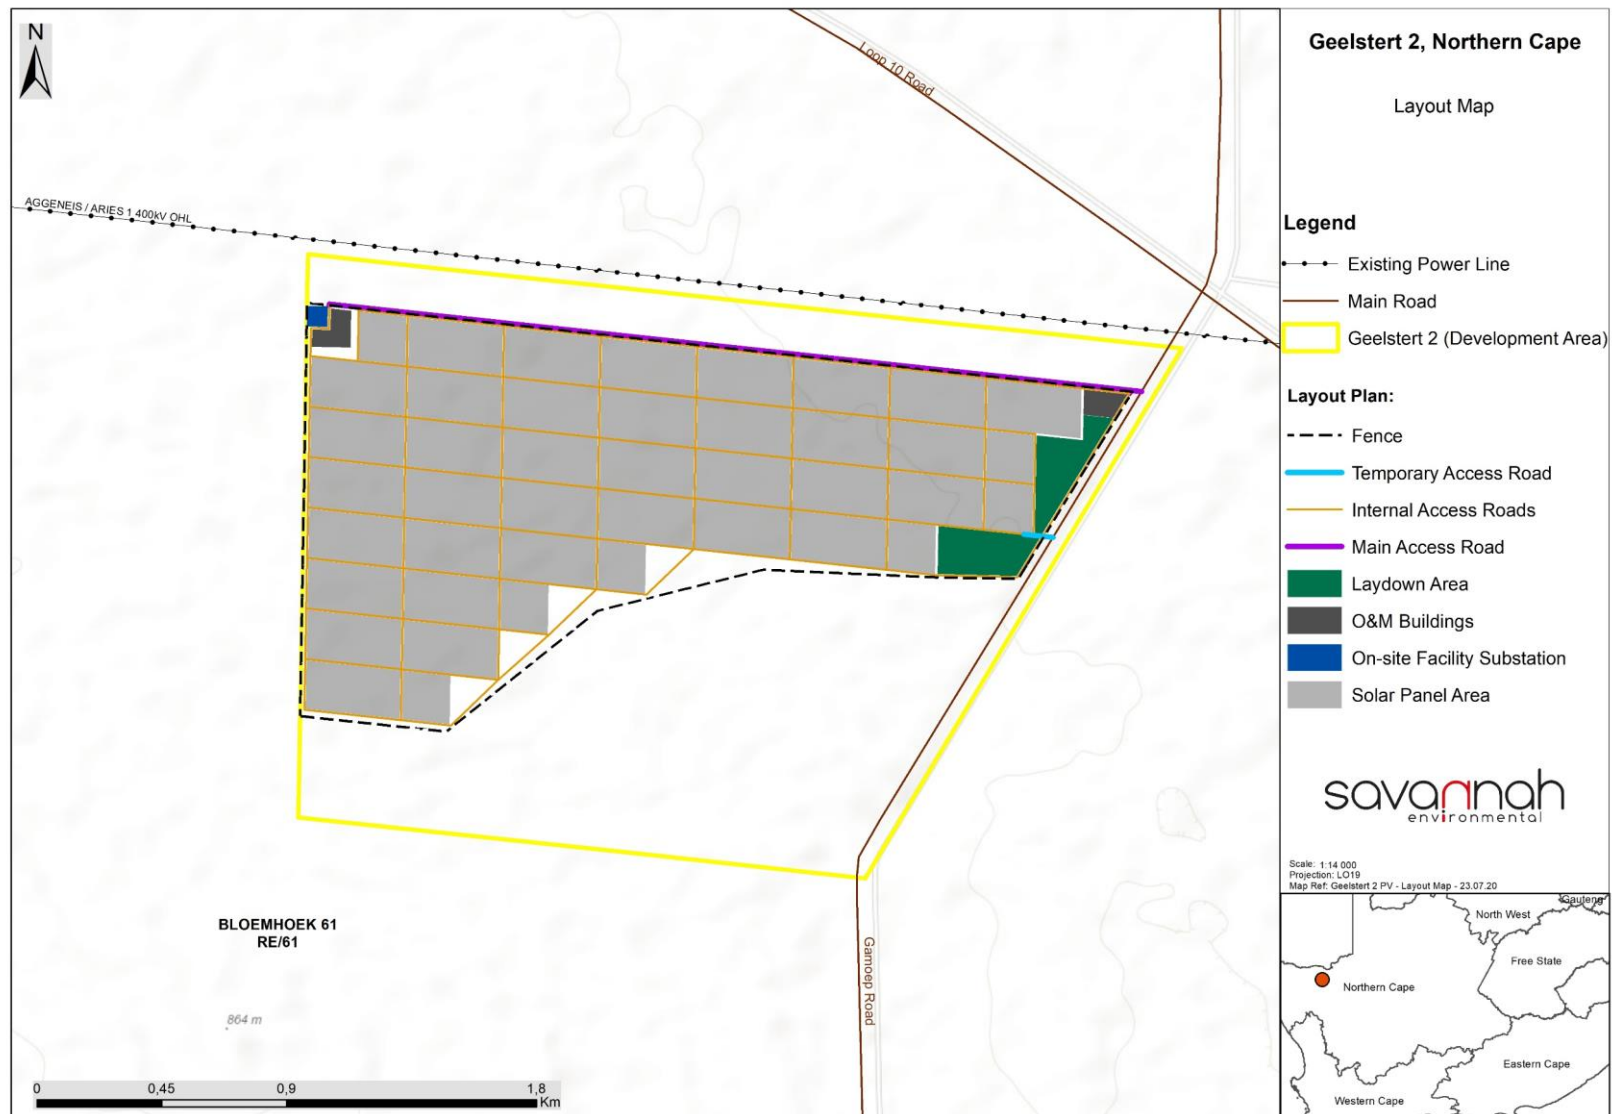 N
Loop 10 Road
AGGENEIS / ARIES 1 400kV OHL
BLOEMHOEK 61
RE/61
864 m
Gamoep Road
0 0,45 0,9 1,8
Km
Geelstert 2, Northern Cape
Layout Map
Legend
Existing Power Line
Main Road
Geelstert 2 (Development Area)
Layout Plan:
Fence
Temporary Access Road
Internal Access Roads
Main Access Road
Laydown Area
O&M Buildings
On-site Facility Substation
Solar Panel Area
savannah
environmental
Scale: 1:14 000
Projection: LO19
Map Ref: Geelstert 2 PV - Layout Map - 23.07.20
Gauteng
North West
Free State
Northern Cape
Eastern Cape
Western Cape